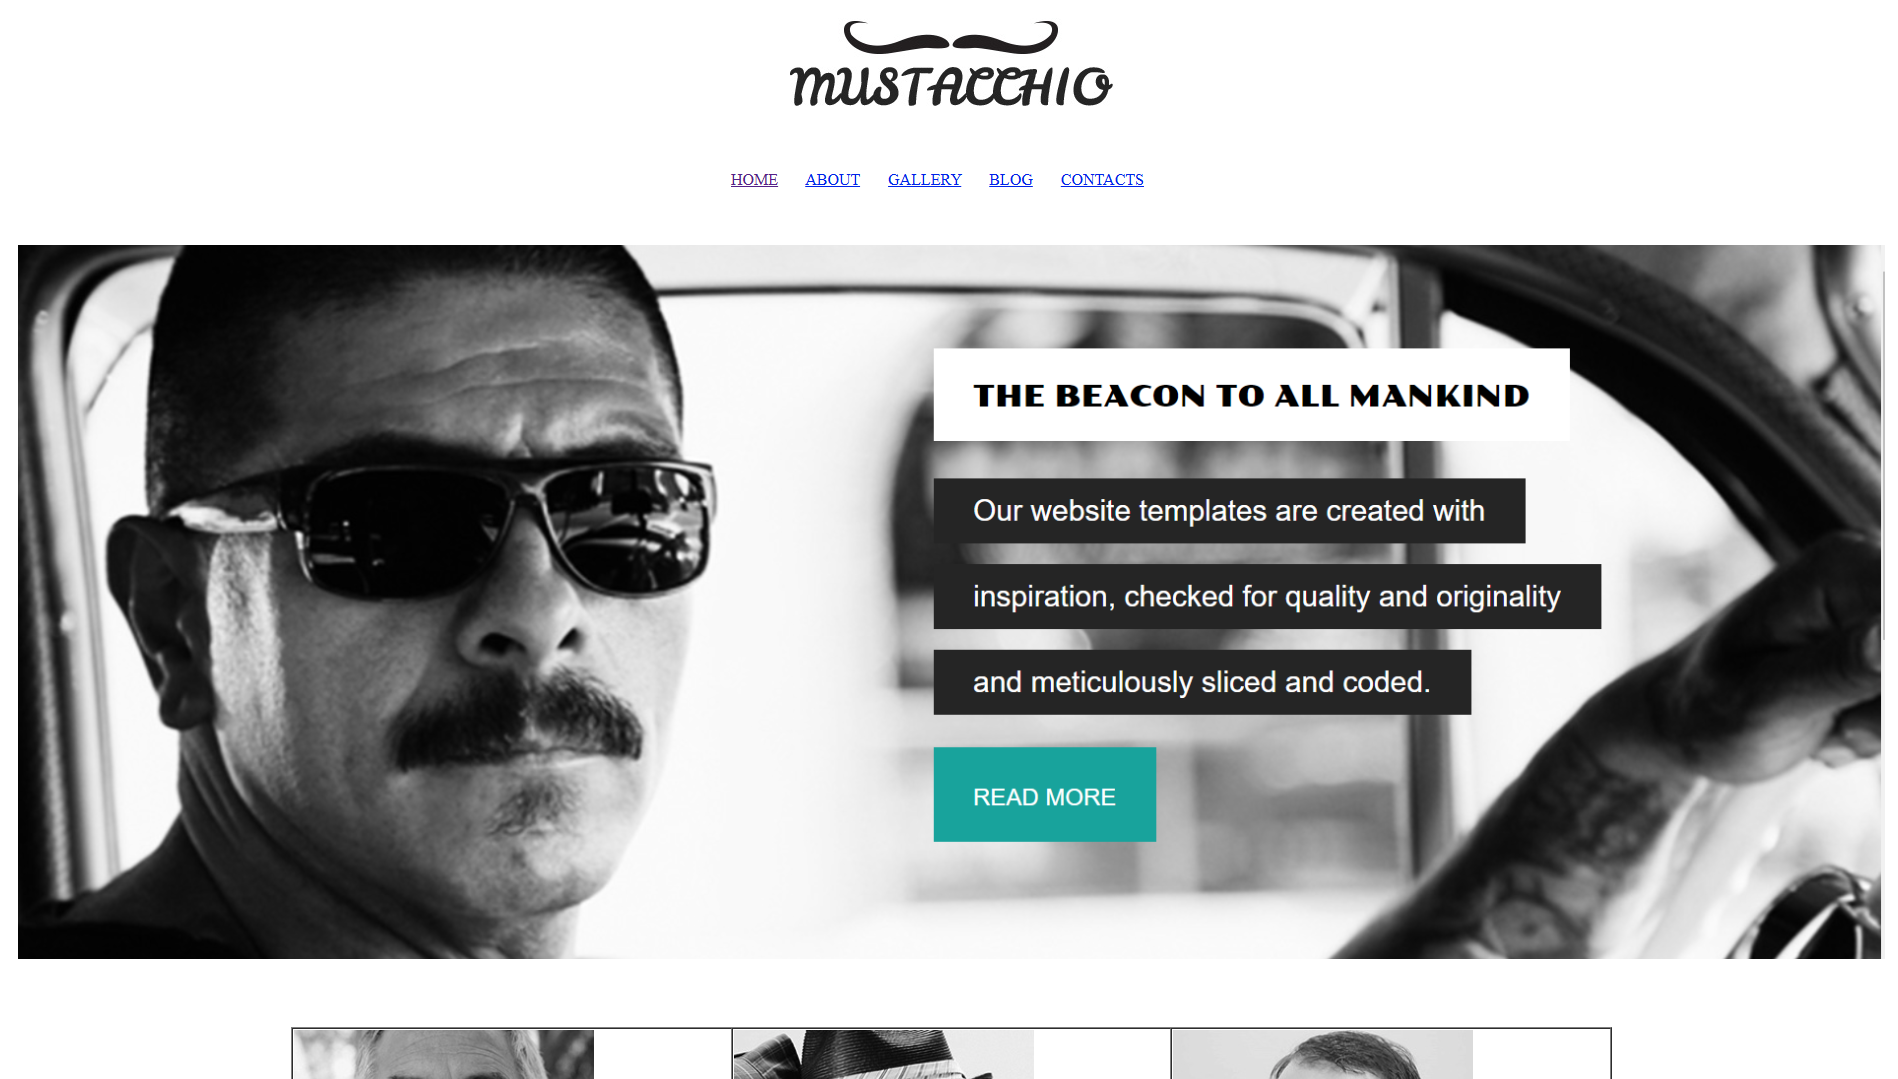 MUSTACCHIO
HOME ABOUT GALLERY BLOG CONTACTS
THE BEACON TO ALL MANKIND
Our website templates are created with
inspiration, checked for quality and originality
and meticulously sliced and coded.
READ MORE